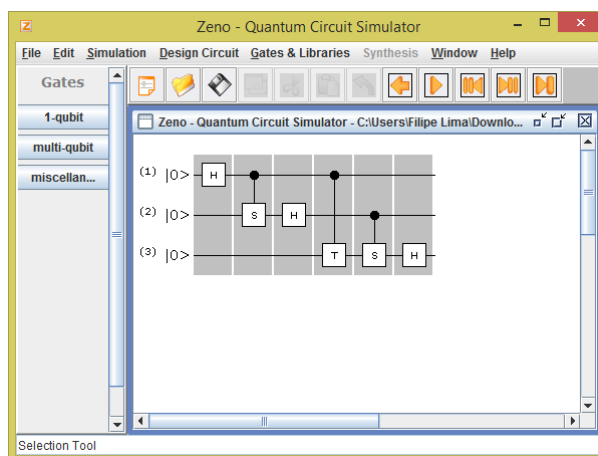 Zeno - Quantum Circuit Simulator
File Edit Simulation Design Circuit Gates & Libraries Synthesis Window Help
Gates
1-qubit
multi-qubit
miscellan...
Zeno - Quantum Circuit Simulator - C:\Users\Filipe Lima\Downlo...
(1) |0> H
(2) |0> S H
(3) |0> T S H
Selection Tool